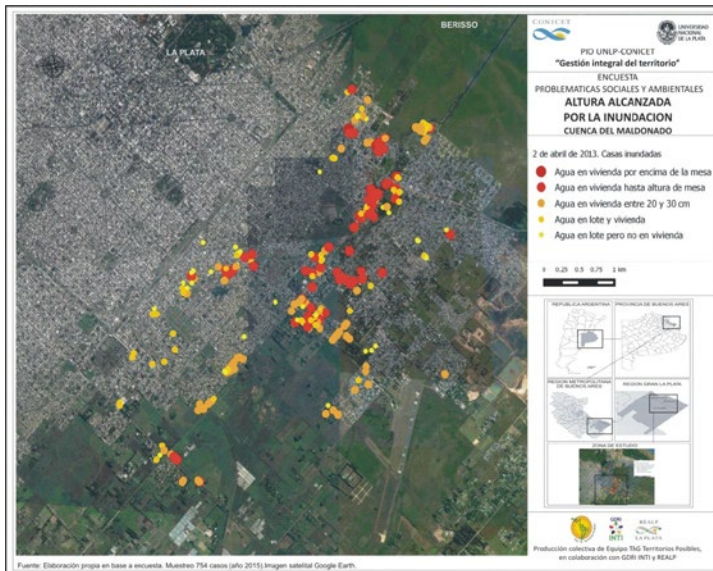 BERISSO
LA PLATA
CONICET
UNIVERSIDAD
NACIONAL
DE LA PLATA
PIO UNLP-CONICET
"Gestión integral del territorio"
ENCUESTA
PROBLEMATICAS SOCIALES Y AMBIENTALES
ALTURA ALCANZADA
POR LA INUNDACION
CUENCA DEL MALDONADO
2 de abril de 2013. Casas inundadas
Agua en vivienda por encima de la mesa
Agua en vivienda hasta altura de mesa
Agua en vivienda entre 20 y 30 cm
Agua en lote y vivienda
Agua en lote pero no en vivienda
0 0.25 0.5 0.75 1 km
REPUBLICA ARGENTINA
PROVINCIA DE BUENOS AIRES
REGION METROPOLITANA
DE BUENOS AIRES
REGION GRAN LA PLATA
ZONA DE ESTUDIO
GDRI
INTI
REALP
LA PLATA
Producción colectiva de Equipo TAG Territorios Posibles,
en colaboración con GDRI INTI y REALP
Fuente: Elaboración propia en base a encuesta. Muestreo 754 casos (año 2015).Imagen satelital Google Earth.